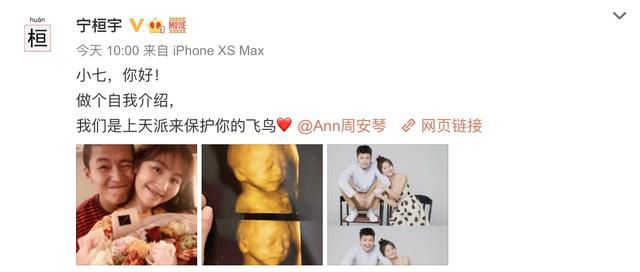 huán
桓
宁桓宇
MOVIE
今天 10:00 来自 iPhone XS Max
小七，你好！
做个自我介绍，
我们是上天派来保护你的飞鸟❤️ @Ann周安琴 网页链接